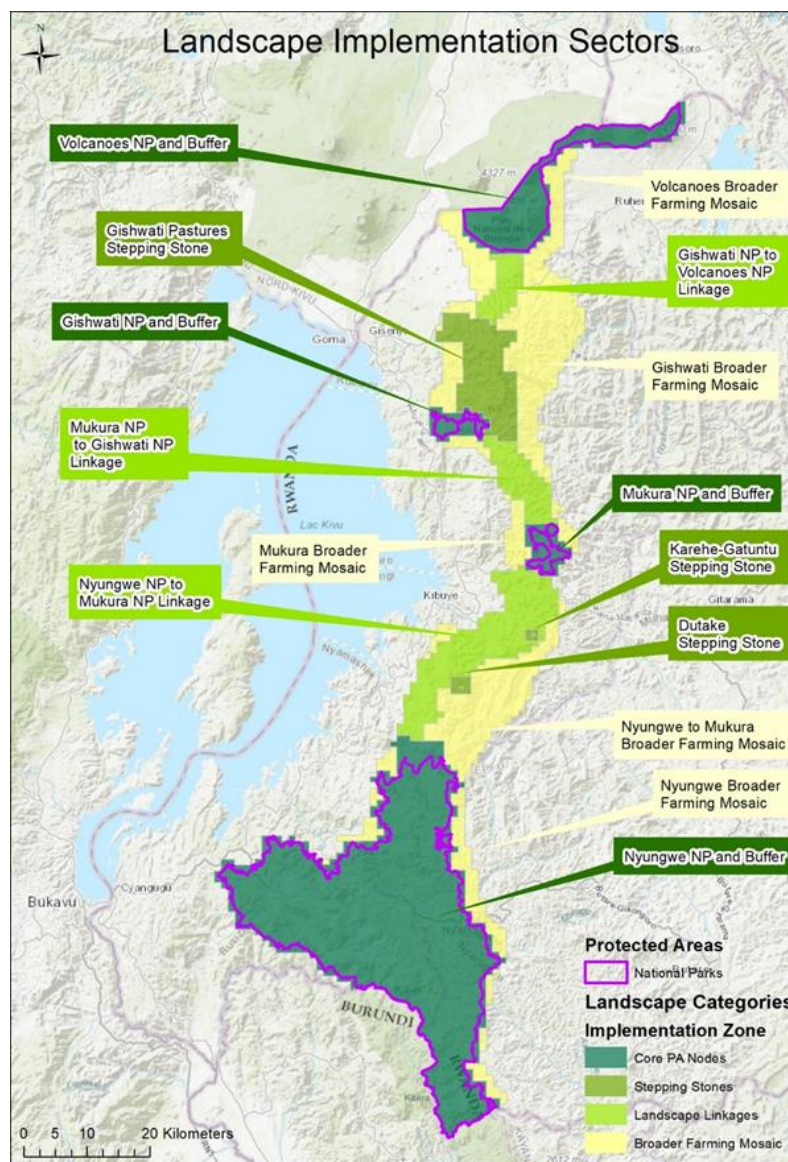 N
Landscape Implementation Sectors
Volcanoes NP and Buffer
4327 m
Volcanoes Broader
Farming Mosaic
Gishwati Pastures
Stepping Stone
Gishwati NP to
Volcanoes NP
Linkage
NORD-KIVU
Gishwati NP and Buffer
Goma
Gishwati Broader
Farming Mosaic
Mukura NP
to Gishwati NP
Linkage
RWANDA
Mukura NP and Buffer
Lac Kivu
Mukura Broader
Farming Mosaic
Karehe-Gatuntu
Stepping Stone
Nyungwe NP to
Mukura NP Linkage
Kibuye
Gitarama
Dutake
Stepping Stone
Nyungwe to Mukura
Broader Farming Mosaic
Nyungwe Broader
Farming Mosaic
Nyungwe NP and Buffer
Cyangugu
Bukavu
Protected Areas
National Parks
BURUNDI
Landscape Categories
Implementation Zone
Core PA Nodes
Stepping Stones
Landscape Linkages
Broader Farming Mosaic
0 5 10 20 Kilometers